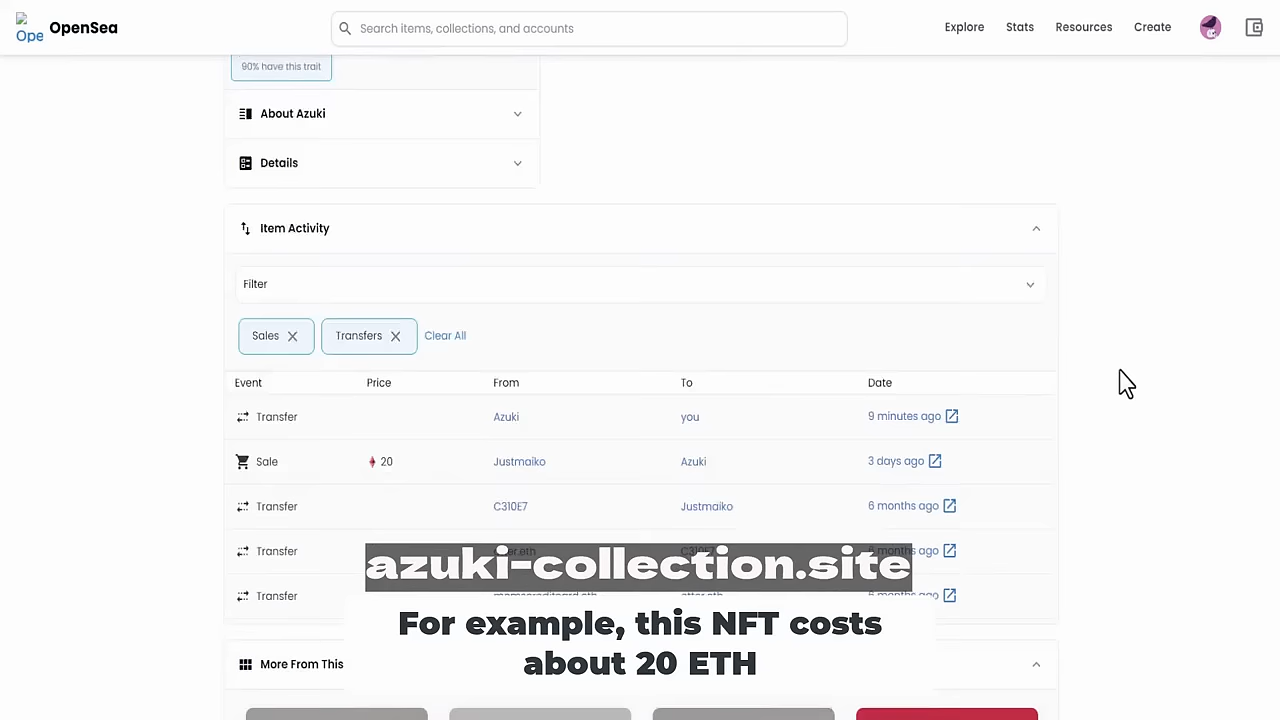 Ope OpenSea Search items, collections, and accounts Explore Stats Resources Create
90% have this trait
About Azuki
Details
Item Activity
Filter
Sales Transfers Clear All
Event Price From To Date
Transfer Azuki you 9 minutes ago
Sale 20 Justmaiko Azuki 3 days ago
Transfer C310E7 Justmaiko 6 months ago
Transfer ago
Transfer
azuki-collection.site
For example, this NFT costs
about 20 ETH
More From This